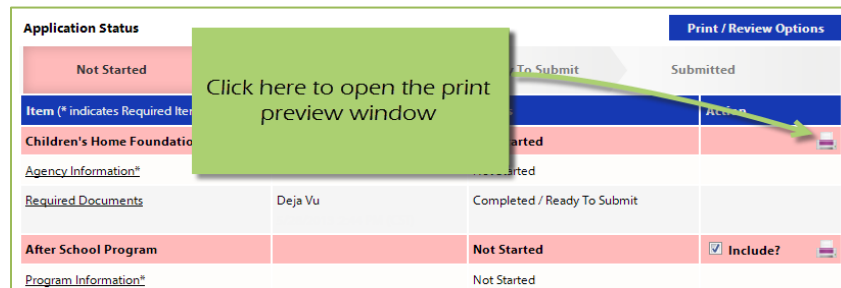 Application Status
Print / Review Options
Not Started
To Submit
Submitted
Click here to open the print
preview window
Item (* indicates Required Ite
Action
Children's Home Foundatio
arted
Agency Information*
Not Started
Required Documents
Deja Vu
Completed / Ready To Submit
After School Program
Not Started
Include?
Program Information*
Not Started